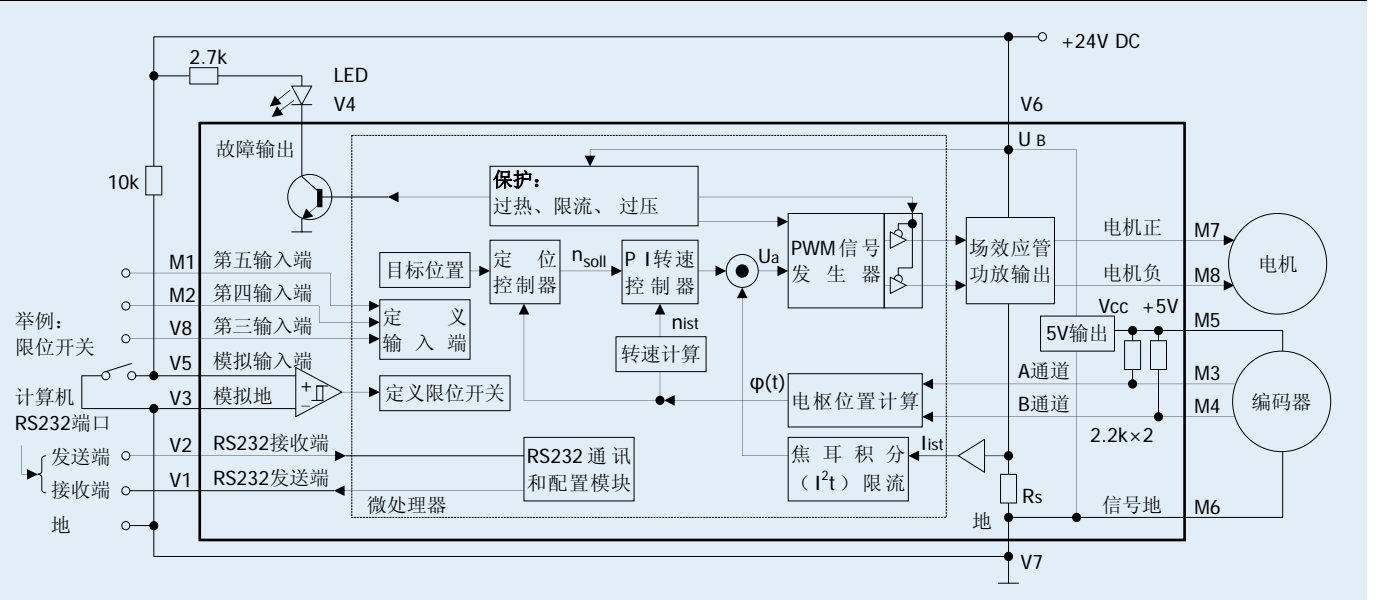 +24V DC
2.7k
LED
V4
V6
U B
故障输出
10k
保护：
过热、限流、 过压
PWM信号
发 生 器
场效应管
功放输出
电机正
M7
电机
电机负
M8
M1
第五输入端
目标位置
定 位
控制器
nsoll
P I转速
控制器
Ua
M2
第四输入端
定 义
输 入 端
Vcc +5V
5V输出
M5
举例：
限位开关
V8
第三输入端
nist
转速计算
V5
模拟输入端
+
−
定义限位开关
φ(t)
电枢位置计算
A通道
M3
编码器
计算机
RS232端口
V3
模拟地
B通道
M4
2.2k×2
发送端
V2
RS232接收端
RS232通讯
和配置模块
焦耳积分
（I²t）限流
Iist
接收端
V1
RS232发送端
微处理器
Rs
地
信号地
M6
地
V7